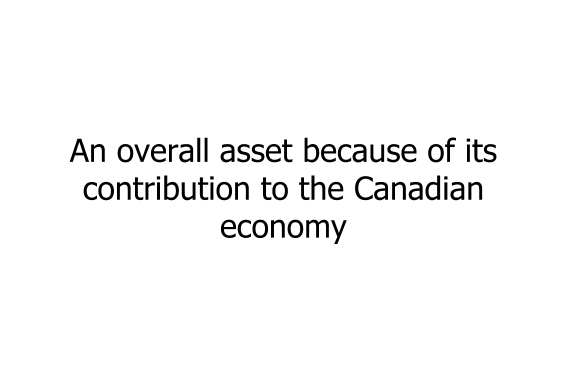 An overall asset because of its
contribution to the Canadian
economy